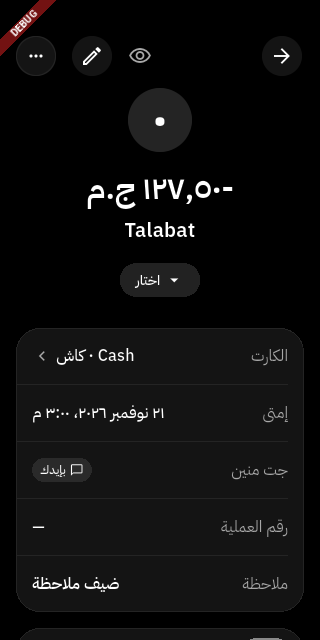 DEBUG
-١٢٧,٥٠ ج.م
Talabat
اختار
الكارت
كاش · Cash
إمتى
٢١ نوفمبر ٢٠٢٦، ٣:٠٠ م
جت منين
بإيدك
رقم العملية
—
ملاحظة
ضيف ملاحظة